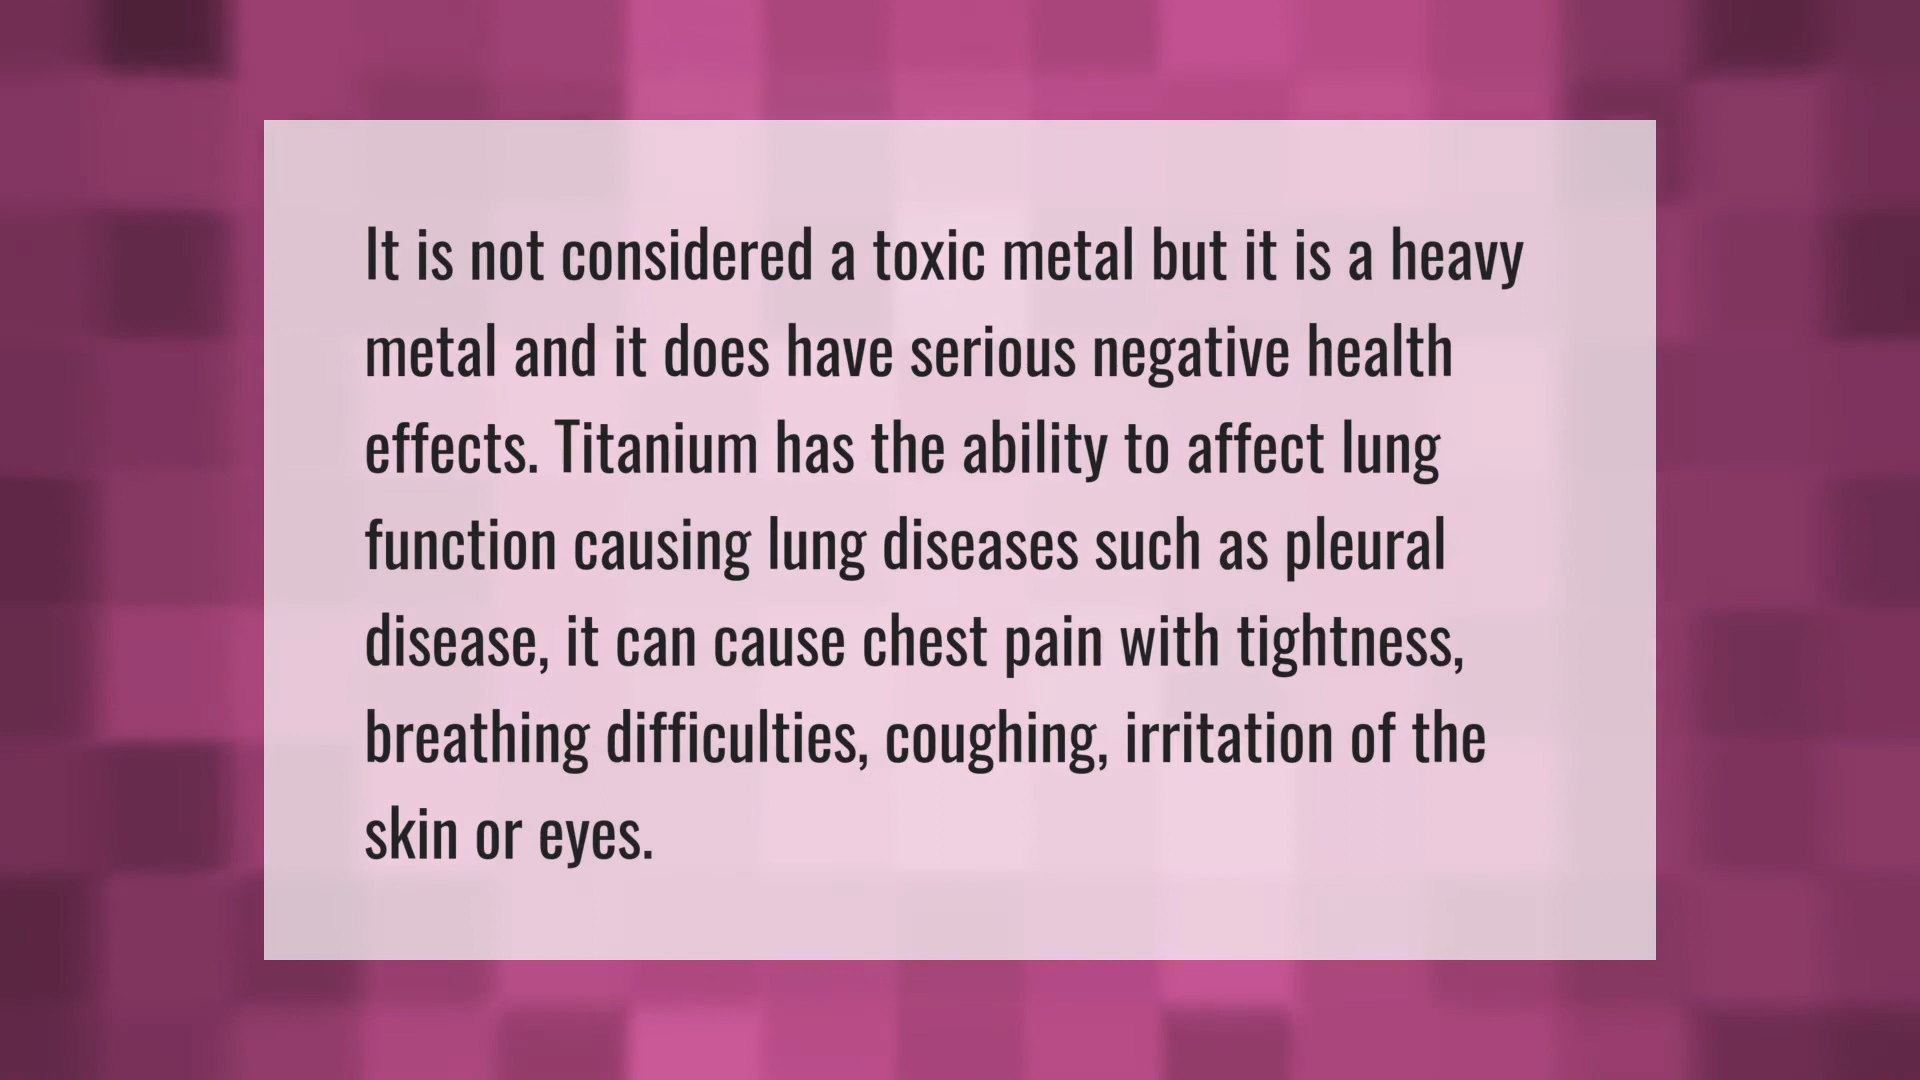 It is not considered a toxic metal but it is a heavy
metal and it does have serious negative health
effects. Titanium has the ability to affect lung
function causing lung diseases such as pleural
disease, it can cause chest pain with tightness,
breathing difficulties, coughing, irritation of the
skin or eyes.